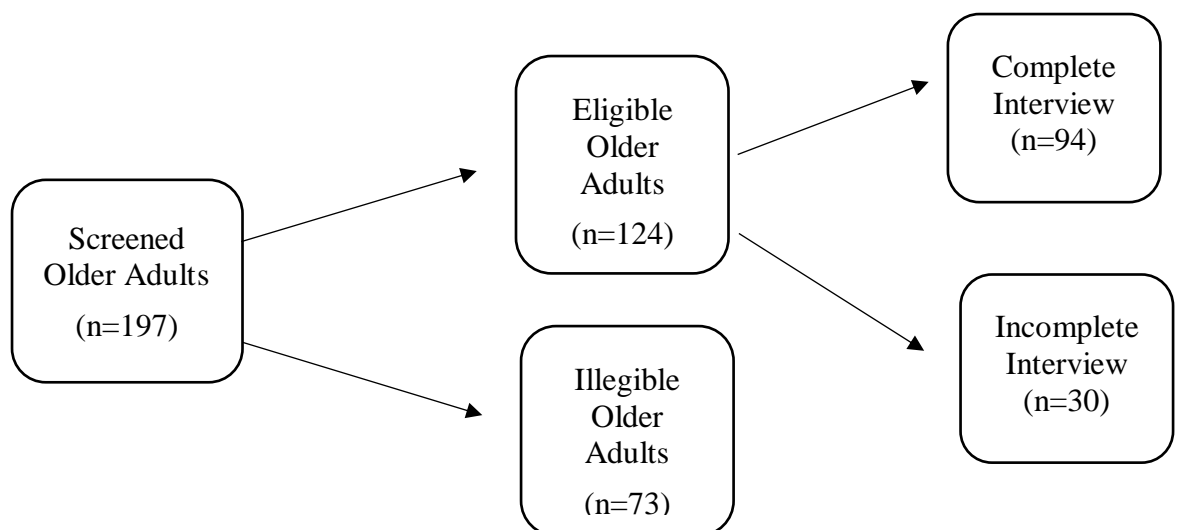 Screened
Older Adults
(n=197)
Eligible
Older
Adults
(n=124)
Illegible
Older
Adults
(n=73)
Complete
Interview
(n=94)
Incomplete
Interview
(n=30)